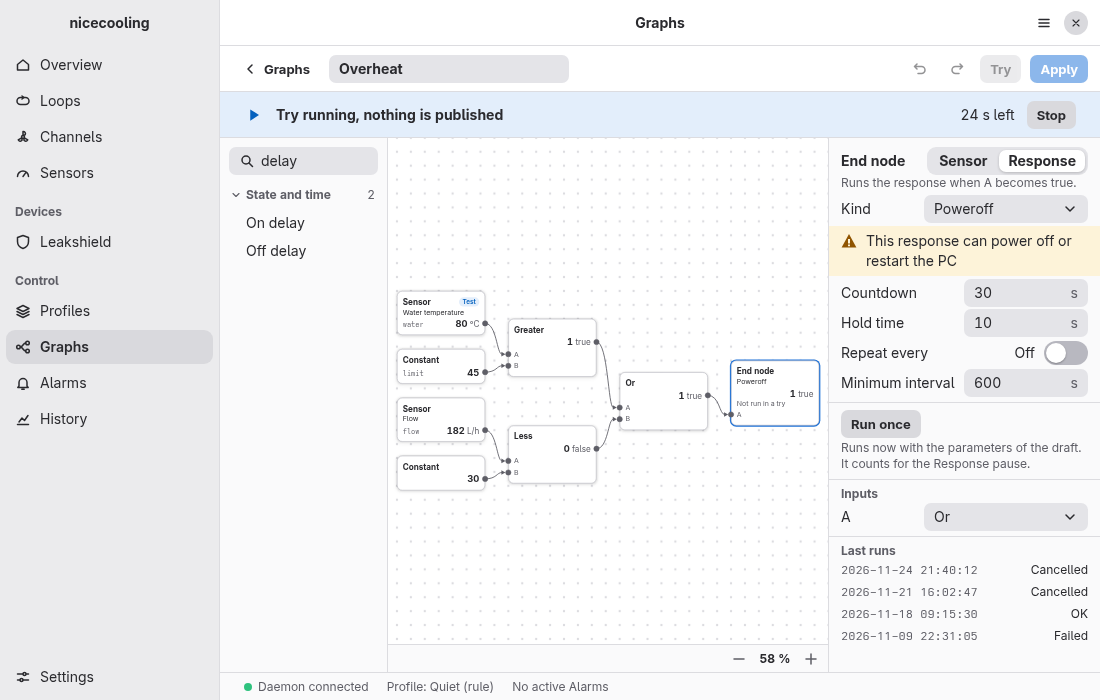 nicecooling
Overview
Loops
Channels
Sensors
Devices
Leakshield
Control
Profiles
Graphs
Alarms
History
Settings
Graphs
Graphs
Overheat
Try
Apply
Try running, nothing is published
24 s left
Stop
delay
State and time
2
On delay
Off delay
Sensor
Test
Water temperature
water
80 °C
Constant
limit
45
Sensor
Flow
flow
182 L/h
Constant
30
Greater
1 true
A
B
Less
0 false
A
B
Or
1 true
A
B
End node
Poweroff
1 true
Not run in a try
A
58 %
End node
Sensor
Response
Runs the response when A becomes true.
Kind
Poweroff
This response can power off or
restart the PC
Countdown
30
s
Hold time
10
s
Repeat every
Off
Minimum interval
600
s
Run once
Runs now with the parameters of the draft.
It counts for the Response pause.
Inputs
A
Or
Last runs
2026-11-24 21:40:12
Cancelled
2026-11-21 16:02:47
Cancelled
2026-11-18 09:15:30
OK
2026-11-09 22:31:05
Failed
Daemon connected
Profile: Quiet (rule)
No active Alarms